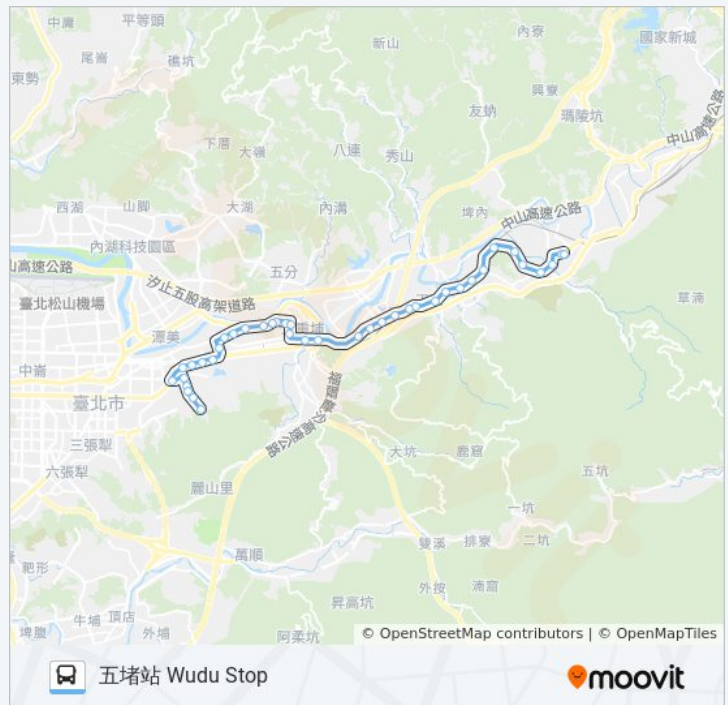 中庸
平等頭
內寮
國家新城
新山
尾崙
礁坑
東勢
興寮
瑪陵坑
友蚋
下厝
大嶺
八連
秀山
中山高速公路
西湖
山腳
大湖
內溝
埤內
中山高速公路
內湖科技園區
五分
山高速公路
汐止五股高架道路
臺北松山機場
草濫
潭美
重埔
中崙
臺北市
三張犁
六張犁
大坑
鹿窟
五坑
麗山里
一坑
萬順
雙溪
排寮
二坑
肥形
外按
濫窟
昇高坑
牛埔
頂店
埤腹
外埔
阿柔坑
© OpenStreetMap contributors | © OpenMapTiles
五堵站 Wudu Stop
moovit